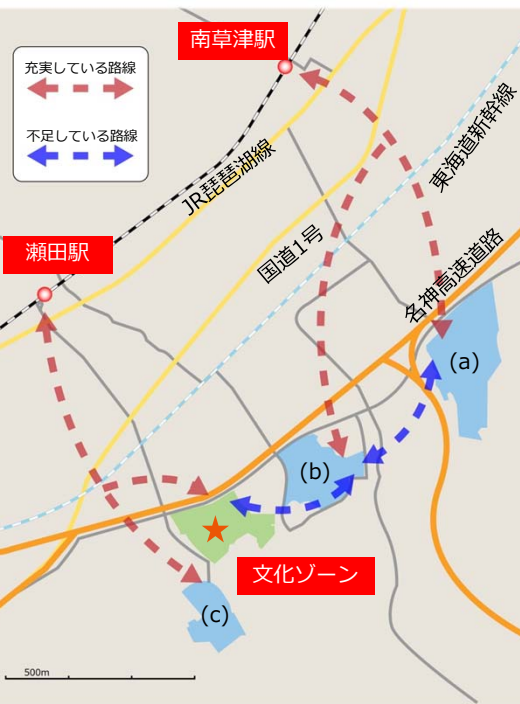 南草津駅
充実している路線
不足している路線
東海道新幹線
JR琵琶湖線
国道1号
瀬田駅
名神高速道路
(a)
(b)
文化ゾーン
(c)
500m